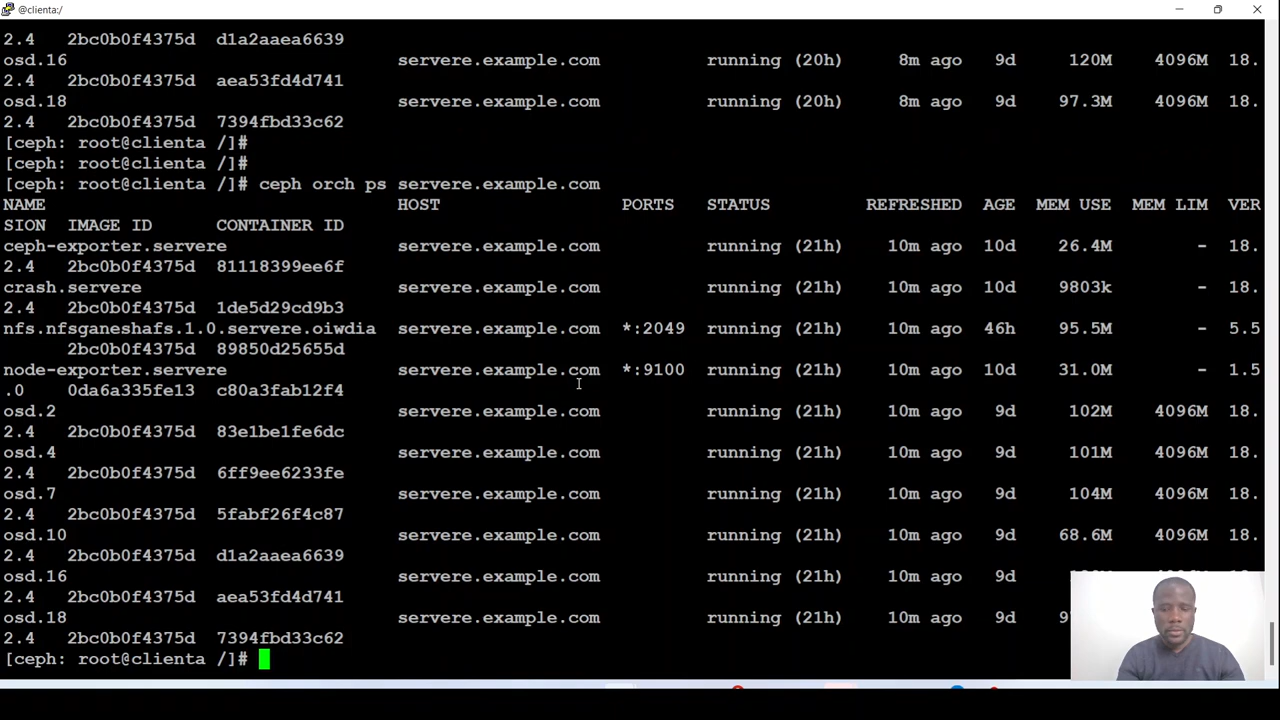 @clienta:/
2.4   2bc0b0f4375d  d1a2aaea6639
osd.16                               servere.example.com           running (20h)     8m ago   9d     120M    4096M  18.
2.4   2bc0b0f4375d  aea53fd4d741
osd.18                               servere.example.com           running (20h)     8m ago   9d    97.3M    4096M  18.
2.4   2bc0b0f4375d  7394fbd33c62
[ceph: root@clienta /]#
[ceph: root@clienta /]#
[ceph: root@clienta /]# ceph orch ps servere.example.com
NAME                                 HOST                 PORTS   STATUS         REFRESHED  AGE  MEM USE  MEM LIM  VER
SION  IMAGE ID      CONTAINER ID
ceph-exporter.servere                servere.example.com           running (21h)    10m ago  10d    26.4M        -  18.
2.4   2bc0b0f4375d  81118399ee6f
crash.servere                        servere.example.com           running (21h)    10m ago  10d    9803k        -  18.
2.4   2bc0b0f4375d  1de5d29cd9b3
nfs.nfsganeshafs.1.0.servere.oiwdia  servere.example.com  *:2049  running (21h)    10m ago  46h    95.5M        -  5.5
      2bc0b0f4375d  89850d25655d
node-exporter.servere                servere.example.com  *:9100  running (21h)    10m ago  10d    31.0M        -  1.5
.0    0da6a335fe13  c80a3fab12f4
osd.2                                servere.example.com           running (21h)    10m ago   9d     102M    4096M  18.
2.4   2bc0b0f4375d  83e1be1fe6dc
osd.4                                servere.example.com           running (21h)    10m ago   9d     101M    4096M  18.
2.4   2bc0b0f4375d  6ff9ee6233fe
osd.7                                servere.example.com           running (21h)    10m ago   9d     104M    4096M  18.
2.4   2bc0b0f4375d  5fabf26f4c87
osd.10                               servere.example.com           running (21h)    10m ago   9d    68.6M    4096M  18.
2.4   2bc0b0f4375d  d1a2aaea6639
osd.16                               servere.example.com           running (21h)    10m ago   9d
2.4   2bc0b0f4375d  aea53fd4d741
osd.18                               servere.example.com           running (21h)    10m ago   9d
2.4   2bc0b0f4375d  7394fbd33c62
[ceph: root@clienta /]#